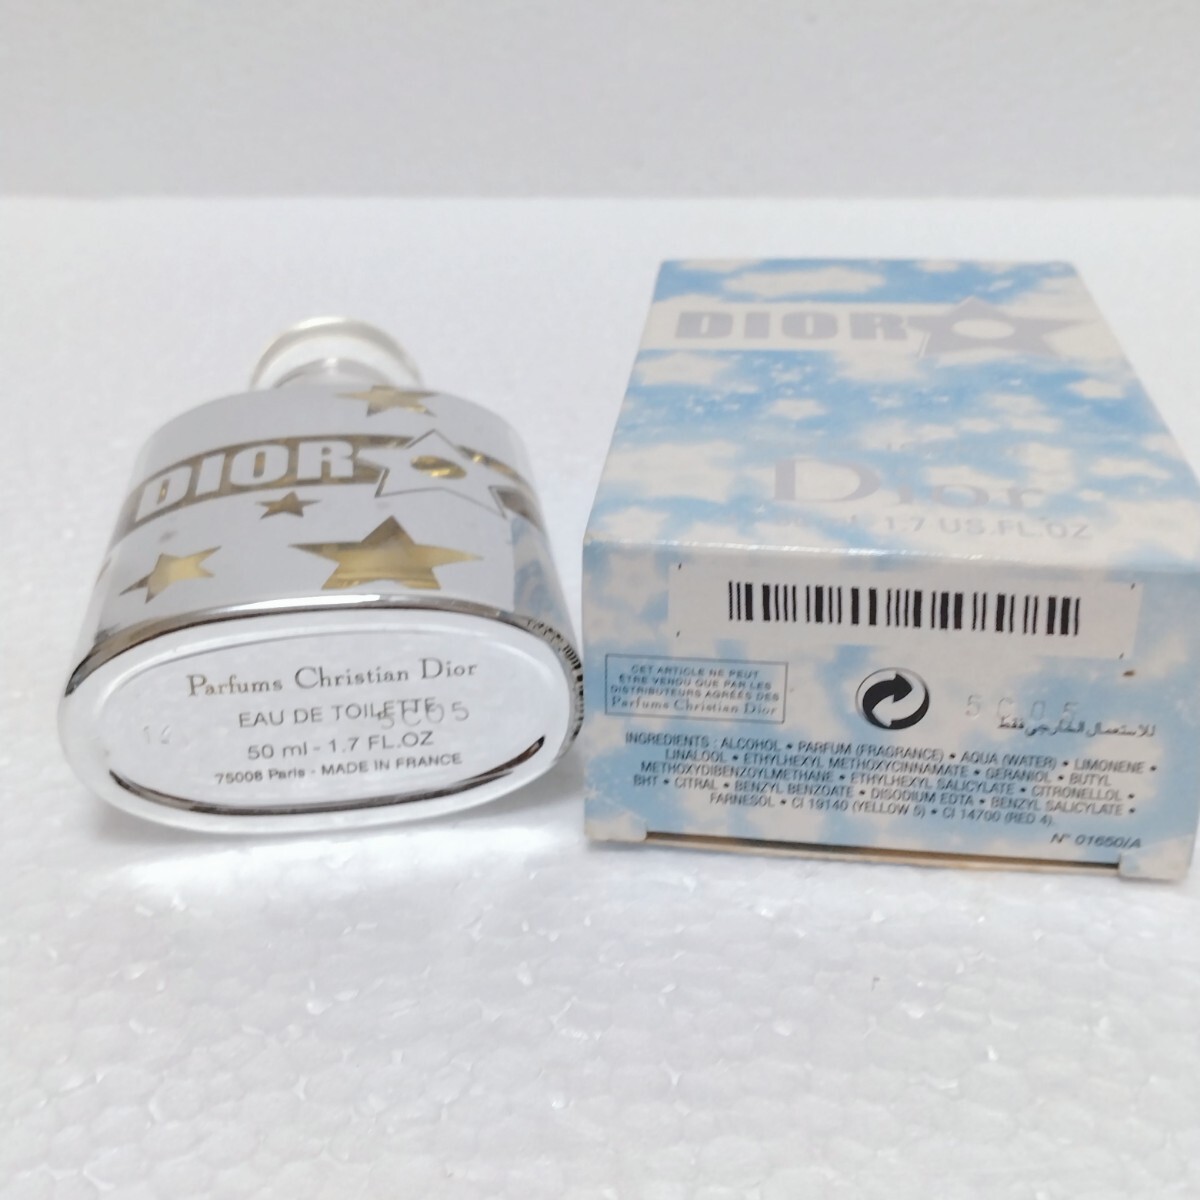 DIOR
Parfums Christian Dior
EAU DE TOILETTE
5C05
50 ml - 1.7 FL.OZ
75008 Paris - MADE IN FRANCE
DIOR
Dior
1.7 US.FL.OZ
CET ARTICLE NE PEUT
ÊTRE VENDU QUE PAR LES
DISTRIBUTEURS AGRÉÉS DES
Parfums Christian Dior
5C05
للاستعمال الخارجي فقط
INGREDIENTS : ALCOHOL • PARFUM (FRAGRANCE) • AQUA (WATER) • LIMONENE •
LINALOOL • ETHYLHEXYL METHOXYCINNAMATE • GERANIOL • BUTYL
METHOXYDIBENZOYLMETHANE • ETHYLHEXYL SALICYLATE • CITRONELLOL •
BHT • CITRAL • BENZYL BENZOATE • DISODIUM EDTA • BENZYL SALICYLATE •
FARNESOL • CI 19140 (YELLOW 5) • CI 14700 (RED 4).
N° 01650/A